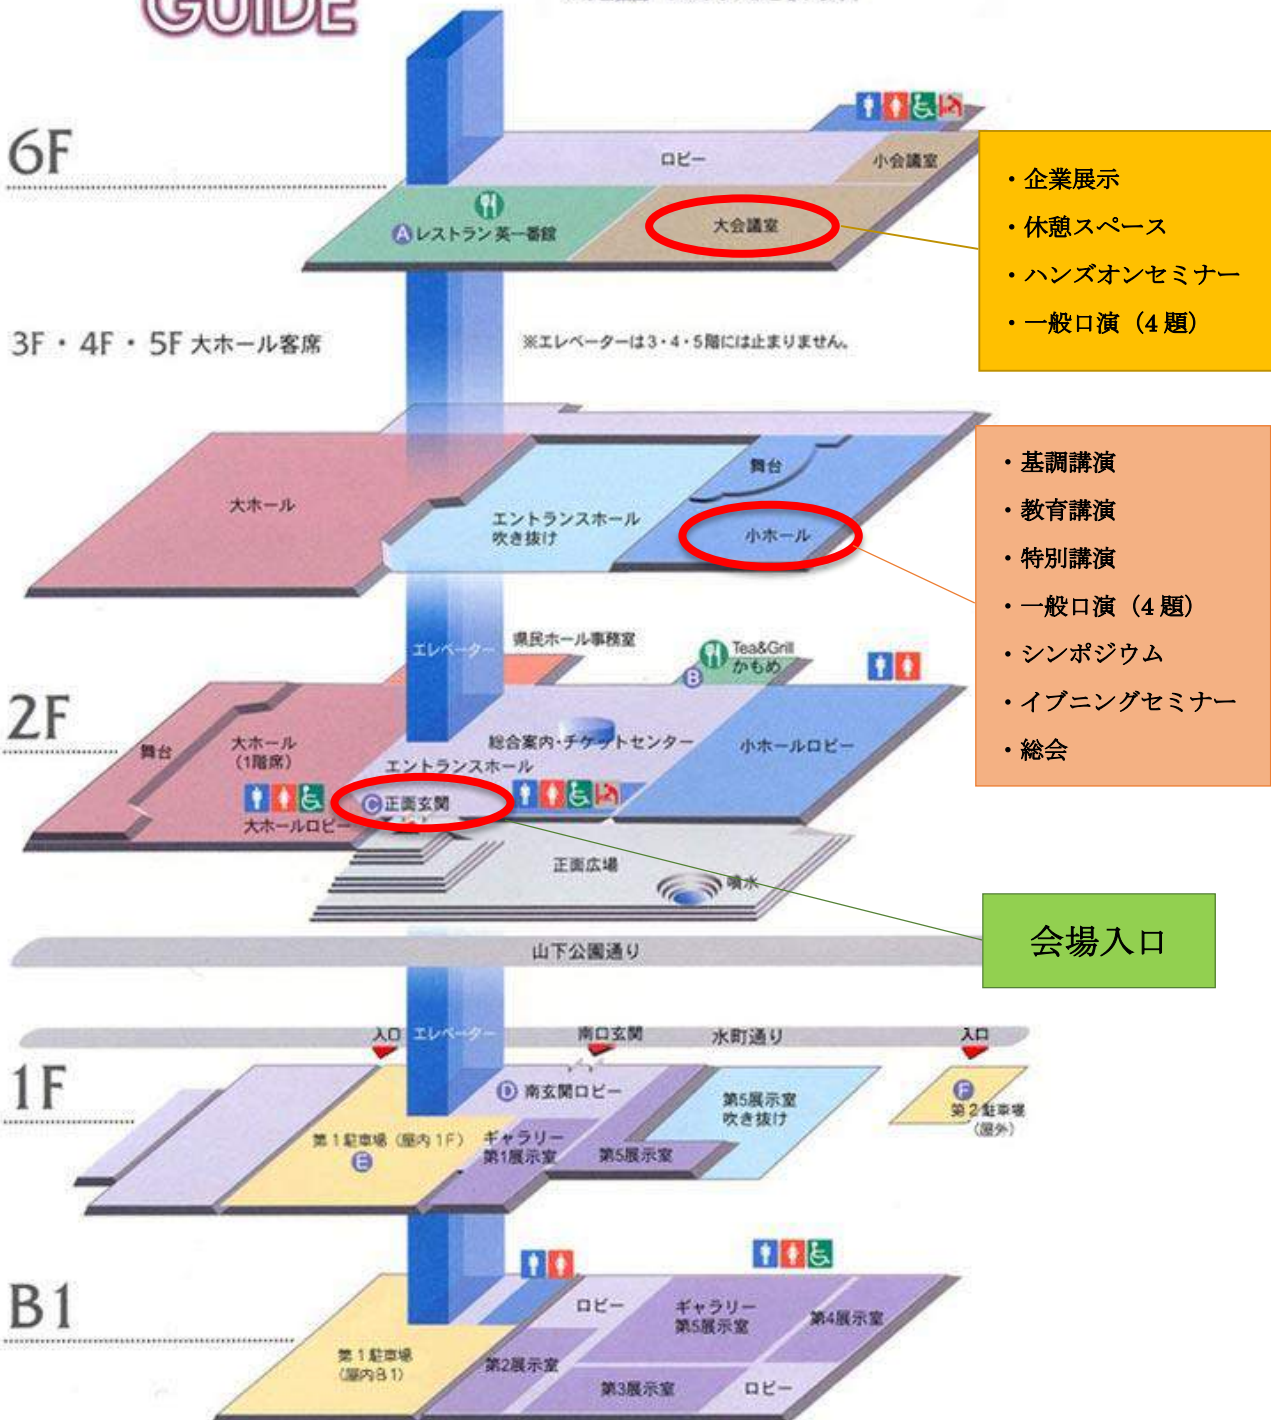 GUIDE
6F
ロビー
小会議室
Ⓐレストラン 英一番館
大会議室
・企業展示
・休憩スペース
・ハンズオンセミナー
・一般口演（4題）
3F・4F・5F 大ホール客席
※エレベーターは3・4・5階には止まりません。
大ホール
エントランスホール
吹き抜け
舞台
小ホール
・基調講演
・教育講演
・特別講演
・一般口演（4題）
・シンポジウム
・イブニングセミナー
・総会
2F
エレベーター
県民ホール事務室
Tea&Grill
かもめ
Ⓑ
舞台
大ホール
(1階席)
総合案内・チケットセンター
小ホールロビー
エントランスホール
Ⓒ正面玄関
大ホールロビー
正面広場
噴水
会場入口
山下公園通り
入口
エレベーター
南口玄関
水町通り
入口
1F
Ⓓ 南玄関ロビー
第5展示室
吹き抜け
Ⓕ
第2駐車場
(屋外)
第1駐車場（屋内1F）
Ⓔ
ギャラリー
第1展示室
第5展示室
B1
ロビー
ギャラリー
第5展示室
第4展示室
第1駐車場
(屋内B1)
第2展示室
第3展示室
ロビー